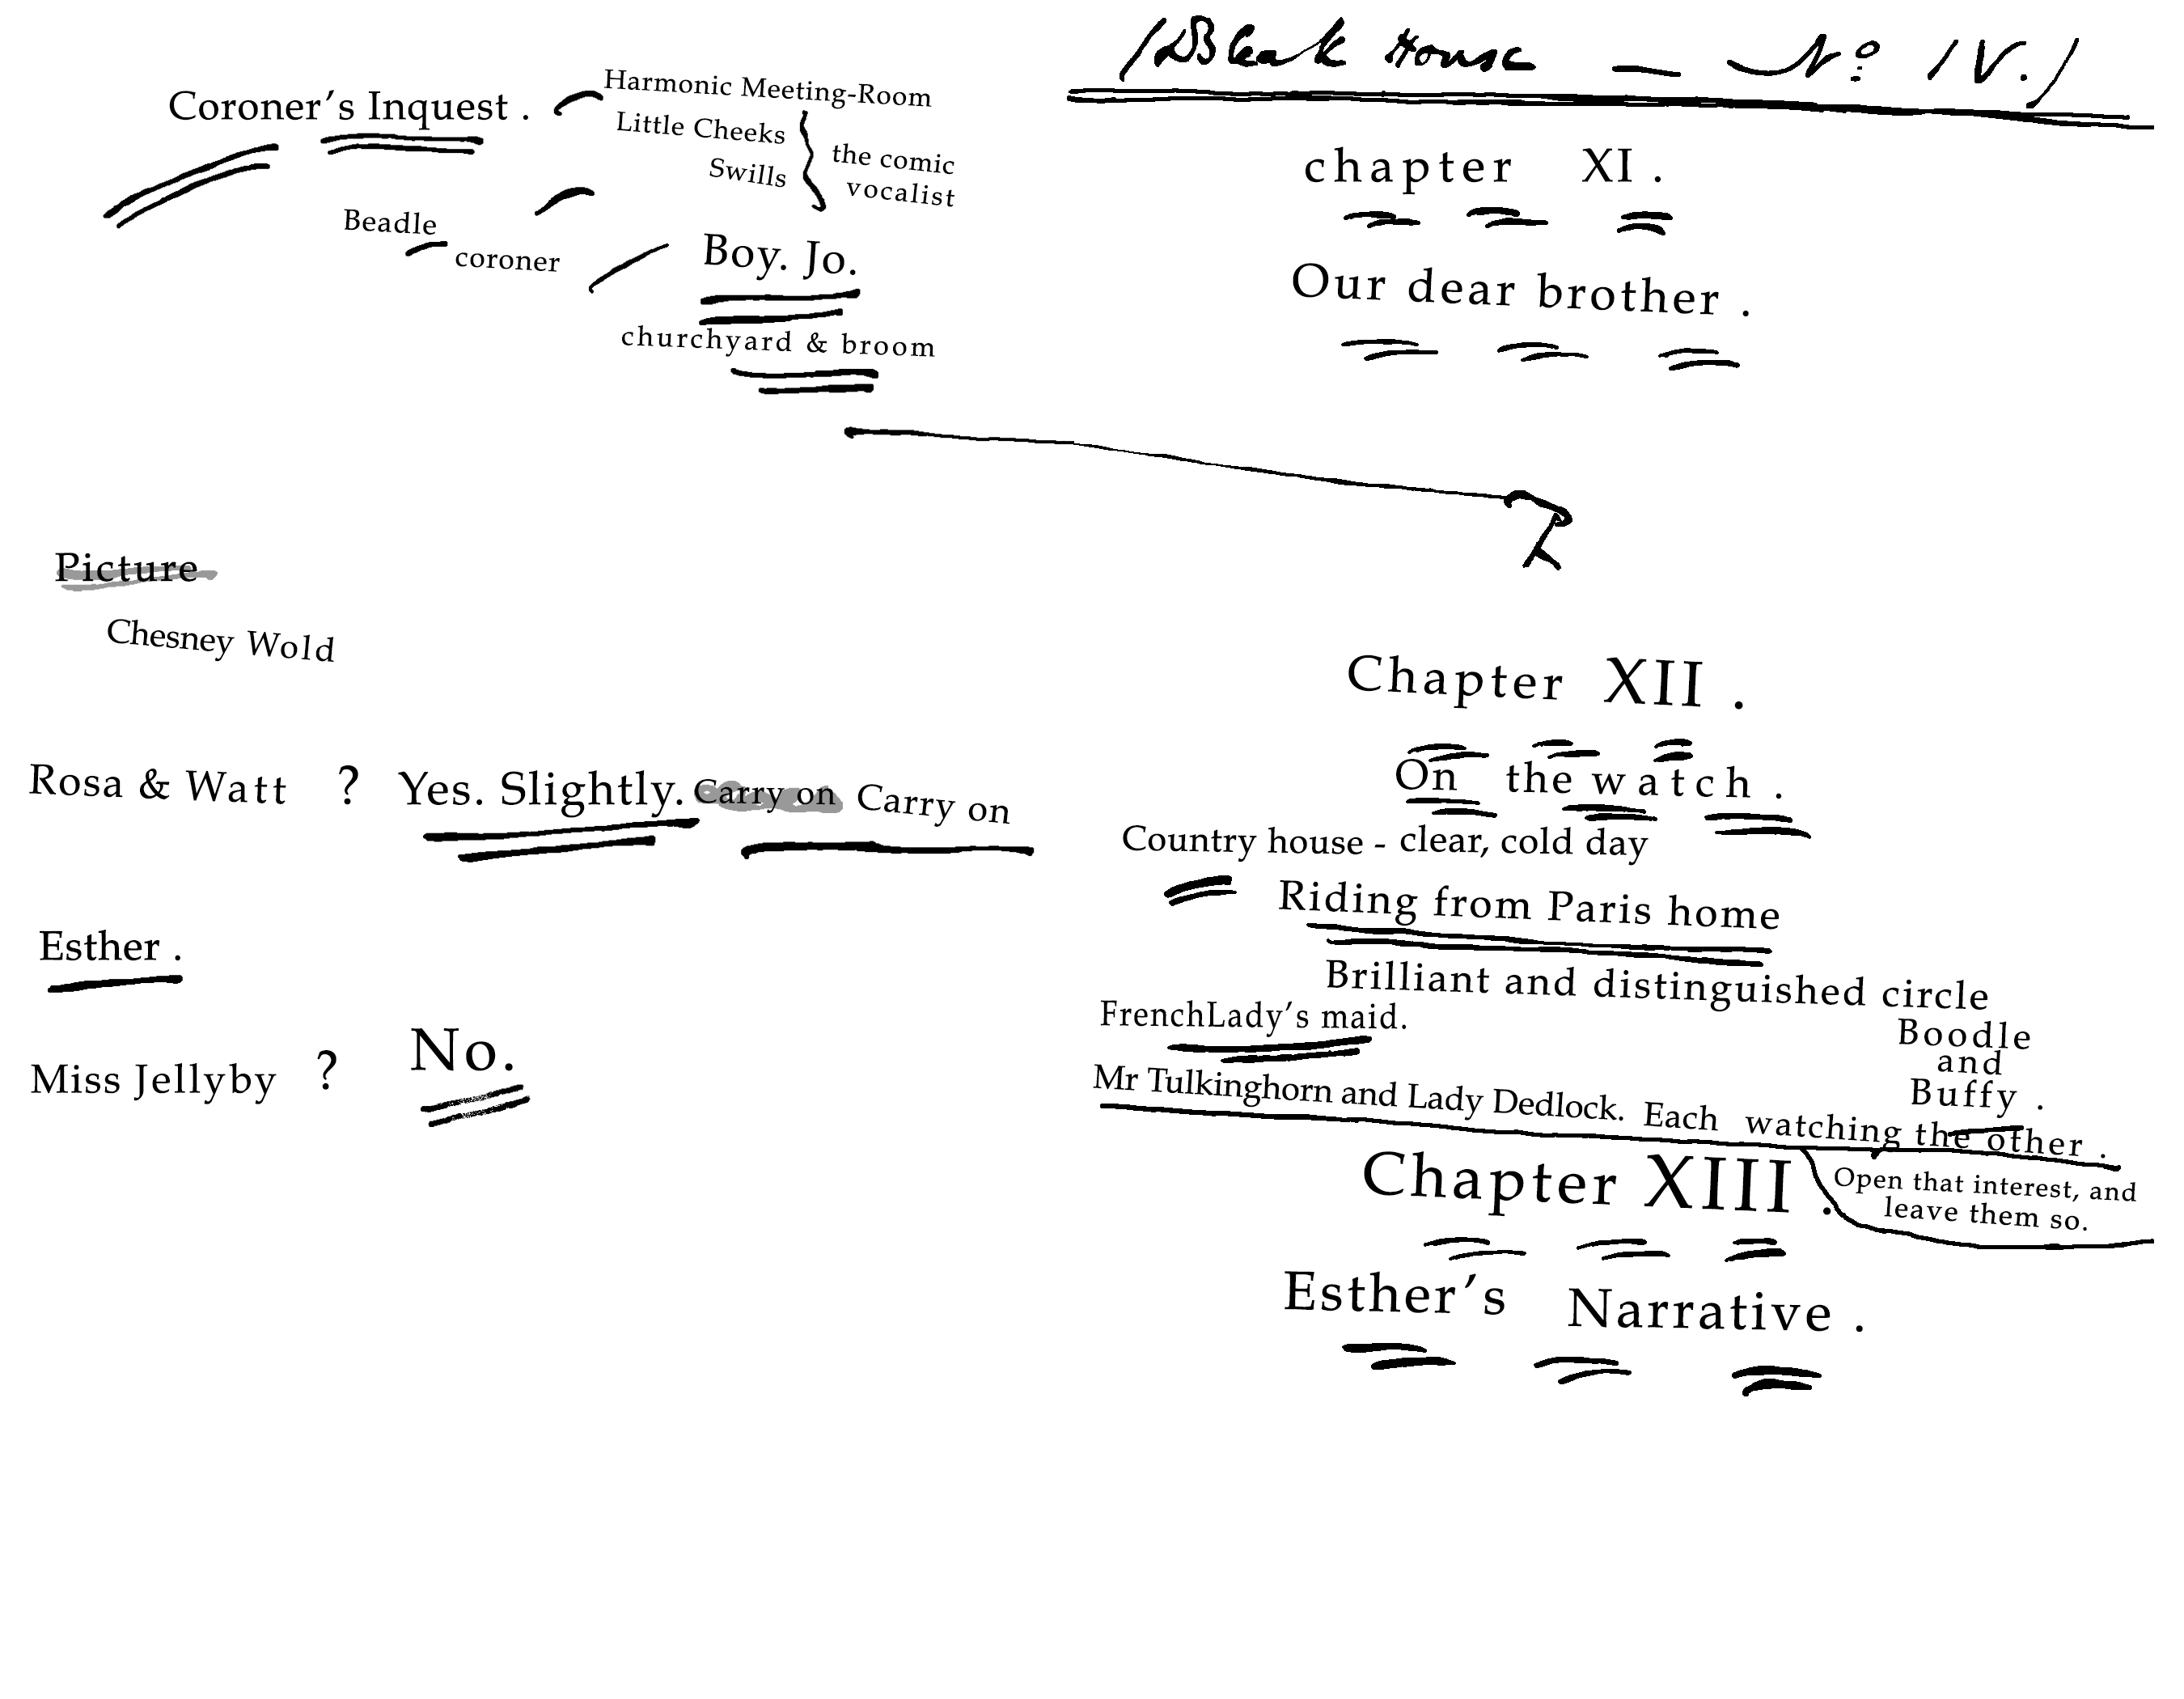 Coroner’s Inquest .
Harmonic Meeting-Room
Little Cheeks
Swills
the comic
vocalist
Beadle
coroner
Boy. Jo.
churchyard & broom
Picture
Chesney Wold
Rosa & Watt ? Yes. Slightly. Carry on Carry on
Esther .
Miss Jellyby ? No.
(Bleak House — No IV.)
chapter XI .
Our dear brother .
Chapter XII .
On the watch .
Country house - clear, cold day
Riding from Paris home
Brilliant and distinguished circle
Boodle
and
Buffy .
FrenchLady’s maid.
Mr Tulkinghorn and Lady Dedlock. Each watching the other .
Open that interest, and
leave them so.
Chapter XIII .
Esther’s Narrative .